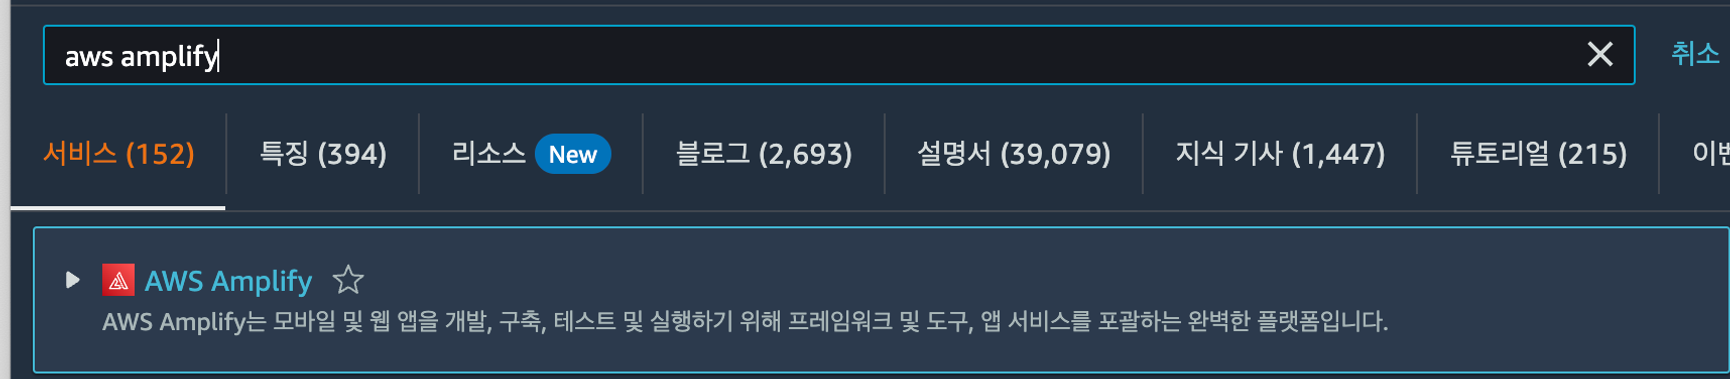 aws amplify
취소
서비스 (152) 특징 (394) 리소스 New 블로그 (2,693) 설명서 (39,079) 지식 기사 (1,447) 튜토리얼 (215)
AWS Amplify
AWS Amplify는 모바일 및 웹 앱을 개발, 구축, 테스트 및 실행하기 위해 프레임워크 및 도구, 앱 서비스를 포괄하는 완벽한 플랫폼입니다.